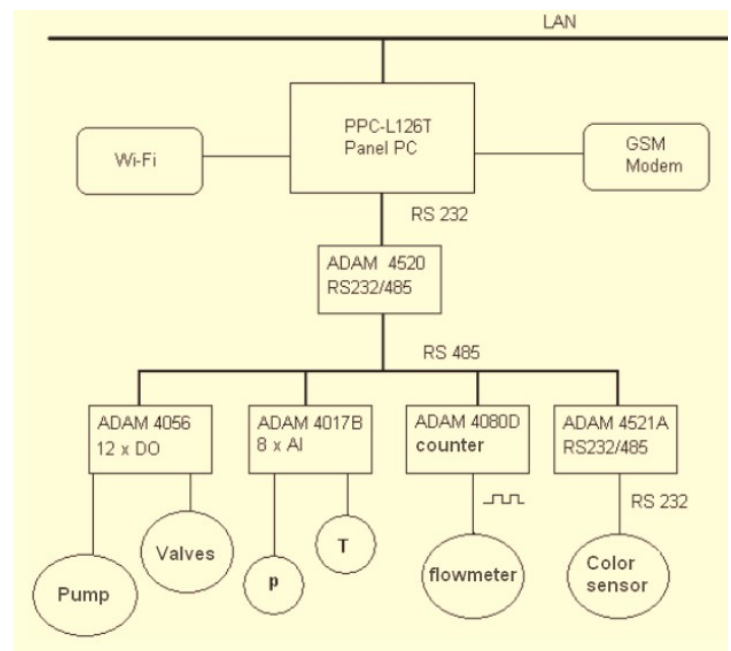 LAN
PPC-L126T
Panel PC
Wi-Fi
GSM
Modem
RS 232
ADAM 4520
RS232/485
RS 485
ADAM 4056
12 x DO
ADAM 4017B
8 x AI
ADAM 4080D
counter
ADAM 4521A
RS232/485
RS 232
Pump
Valves
p
T
flowmeter
Color
sensor